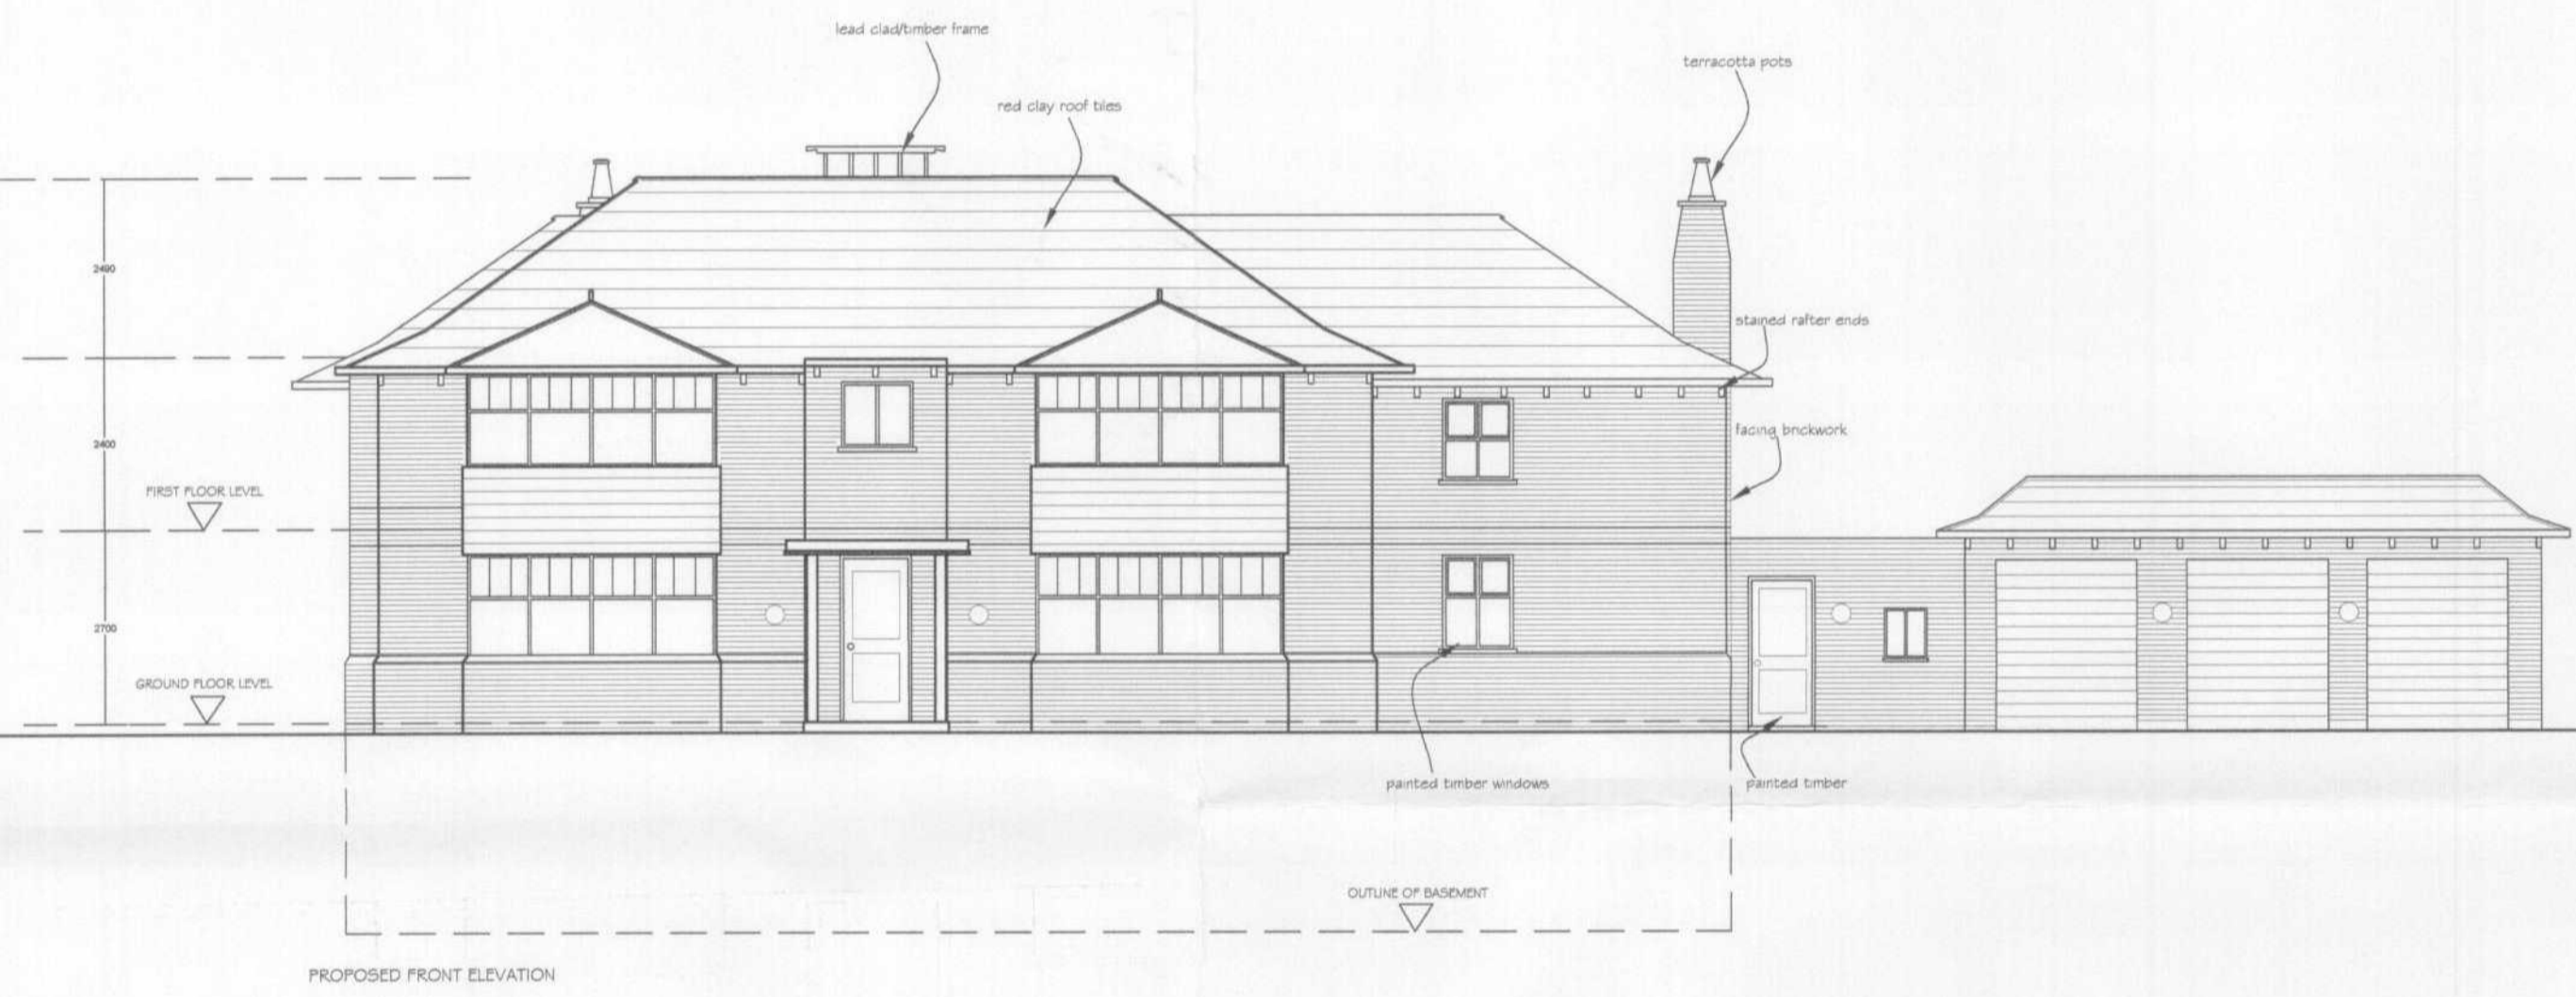 lead clad/timber frame
terracotta pots
red clay roof tiles
2490
stained rafter ends
2400
facing brickwork
FIRST FLOOR LEVEL
2700
GROUND FLOOR LEVEL
painted timber windows
painted timber
OUTLINE OF BASEMENT
PROPOSED FRONT ELEVATION